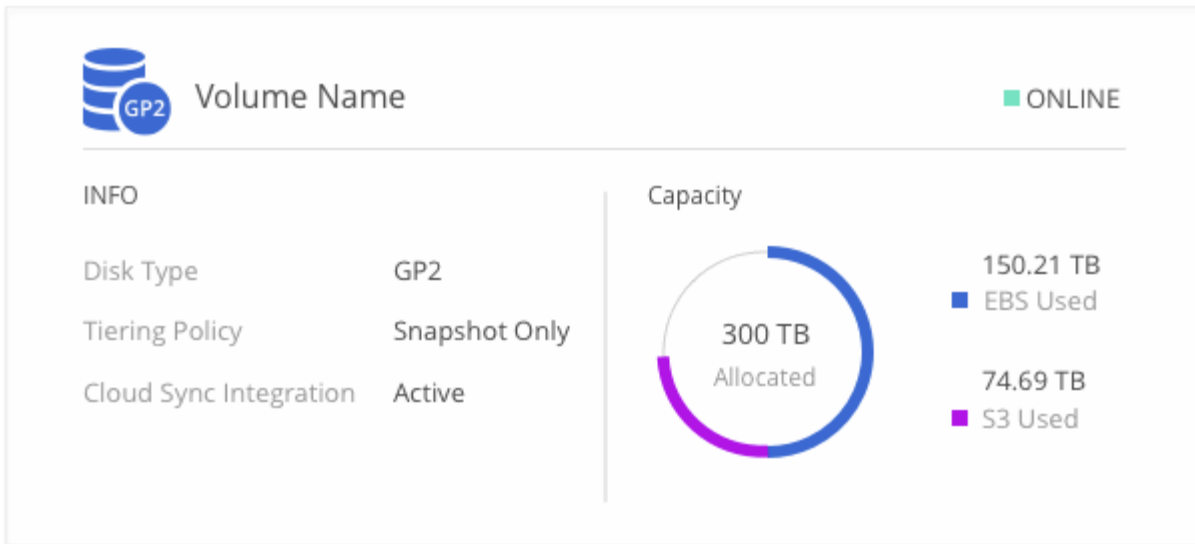 GP2
Volume Name
ONLINE
INFO
Disk Type
GP2
Tiering Policy
Snapshot Only
Cloud Sync Integration
Active
Capacity
300 TB
Allocated
150.21 TB
EBS Used
74.69 TB
S3 Used